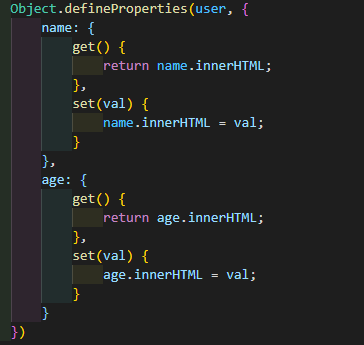 Object.defineProperties(user, {
    name: {
        get() {
            return name.innerHTML;
        },
        set(val) {
            name.innerHTML = val;
        }
    },
    age: {
        get() {
            return age.innerHTML;
        },
        set(val) {
            age.innerHTML = val;
        }
    }
})